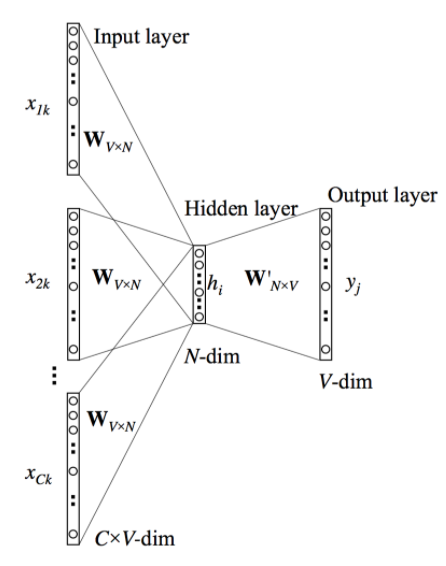 Input layer
x1k
WV×N
Hidden layer
Output layer
x2k
WV×N
hi
W'N×V
yj
N-dim
V-dim
WV×N
xCk
C×V-dim